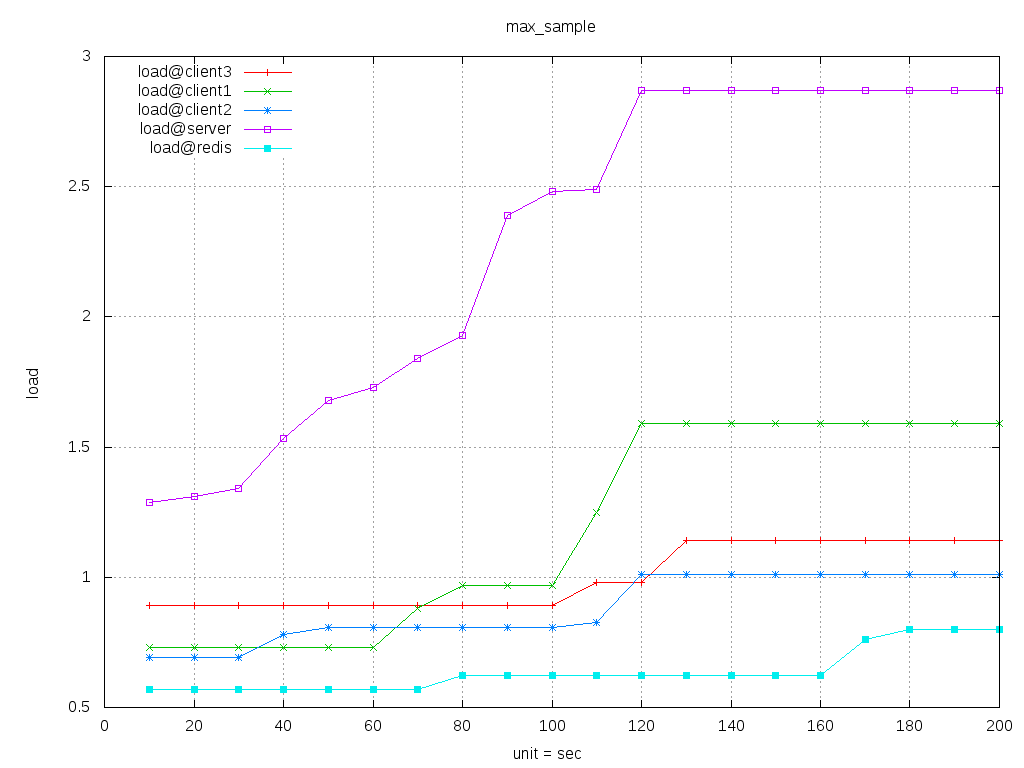 max_sample
3
2.5
2
1.5
1
0.5
load
load@client3
load@client1
load@client2
load@server
load@redis
0 20 40 60 80 100 120 140 160 180 200
unit = sec